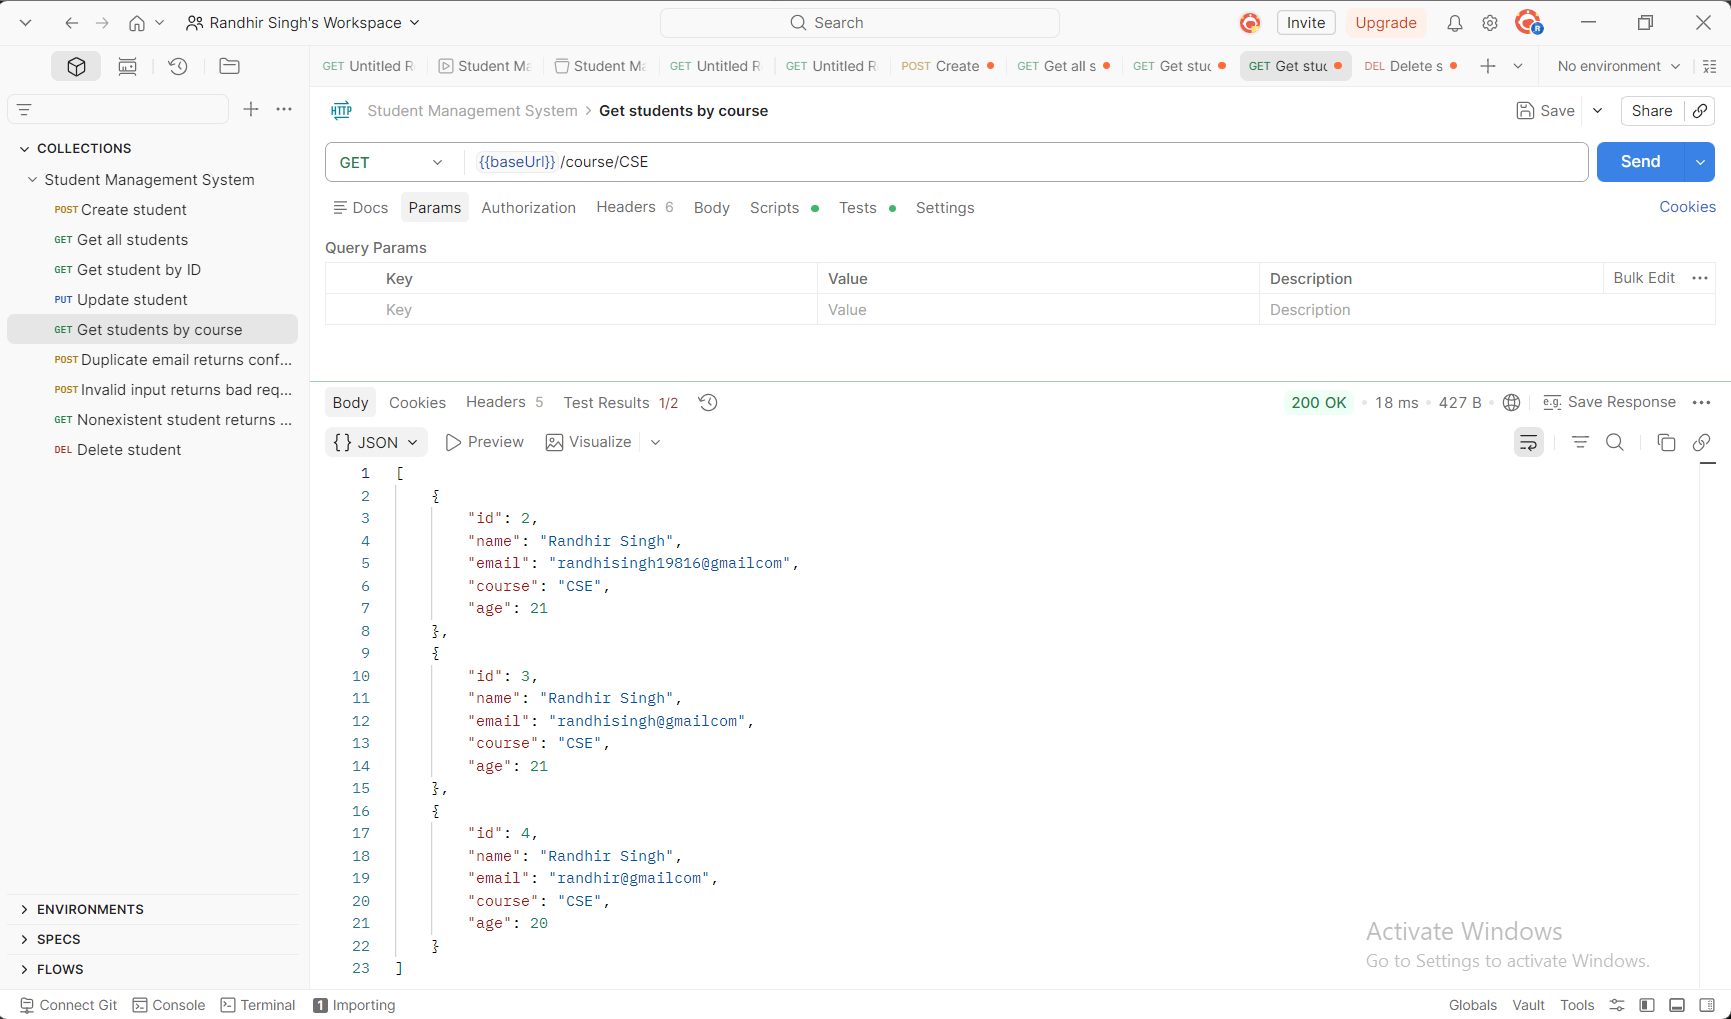 Randhir Singh's Workspace
Search
Invite
Upgrade
GET Untitled R
Student Ma
Student Ma
GET Untitled R
GET Untitled R
POST Create
GET Get all s
GET Get stuc
GET Get stuc
DEL Delete s
No environment
HTTP Student Management System > Get students by course
Save
Share
COLLECTIONS
Student Management System
POST Create student
GET Get all students
GET Get student by ID
PUT Update student
GET Get students by course
POST Duplicate email returns conf...
POST Invalid input returns bad req...
GET Nonexistent student returns ...
DEL Delete student
ENVIRONMENTS
SPECS
FLOWS
GET
{{baseUrl}} /course/CSE
Send
Docs Params Authorization Headers 6 Body Scripts Tests Settings
Cookies
Query Params
Key Value Description Bulk Edit
Key Value Description
Body Cookies Headers 5 Test Results 1/2
200 OK • 18 ms • 427 B
e.g. Save Response
{} JSON Preview Visualize
1 [
2 {
3 "id": 2,
4 "name": "Randhir Singh",
5 "email": "randhisingh19816@gmailcom",
6 "course": "CSE",
7 "age": 21
8 },
9 {
10 "id": 3,
11 "name": "Randhir Singh",
12 "email": "randhisingh@gmailcom",
13 "course": "CSE",
14 "age": 21
15 },
16 {
17 "id": 4,
18 "name": "Randhir Singh",
19 "email": "randhir@gmailcom",
20 "course": "CSE",
21 "age": 20
22 }
23 ]
Activate Windows
Go to Settings to activate Windows.
Connect Git Console Terminal 1 Importing
Globals Vault Tools